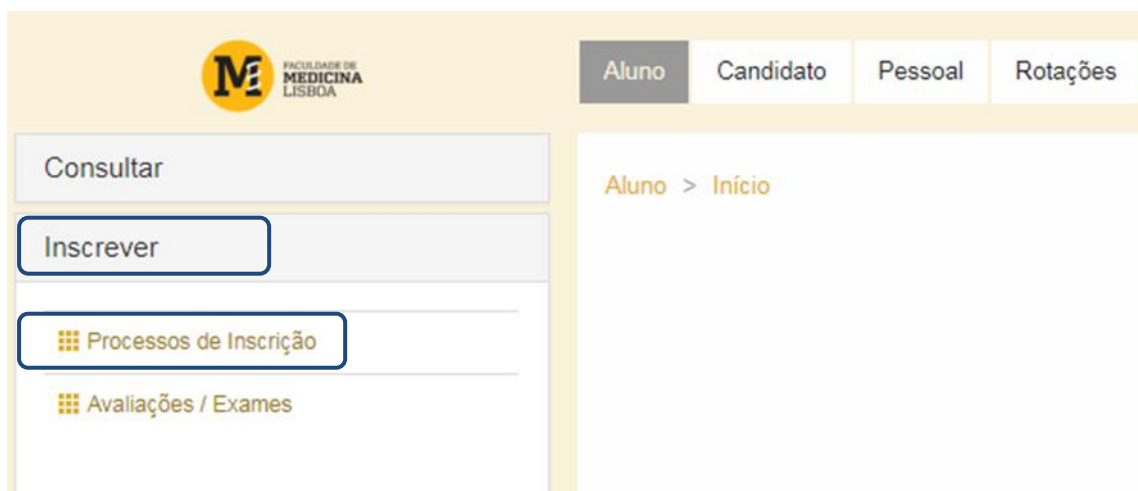 FACULDADE DE
MEDICINA
LISBOA
Aluno Candidato Pessoal Rotações
Consultar
Aluno > Início
Inscrever
Processos de Inscrição
Avaliações / Exames